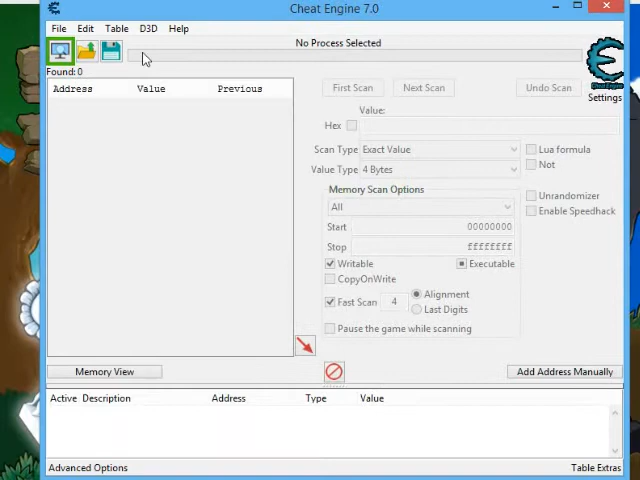 Cheat Engine 7.0
File Edit Table D3D Help
No Process Selected
Found: 0
Address Value Previous
First Scan Next Scan Undo Scan
Settings
Value:
Hex
Scan Type Exact Value Lua formula
Not
Value Type 4 Bytes
Memory Scan Options
All
Unrandomizer
Enable Speedhack
Start 00000000
Stop ffffffff
Writable Executable
CopyOnWrite
Fast Scan 4 Alignment
Last Digits
Pause the game while scanning
Memory View Add Address Manually
Active Description Address Type Value
Advanced Options Table Extras